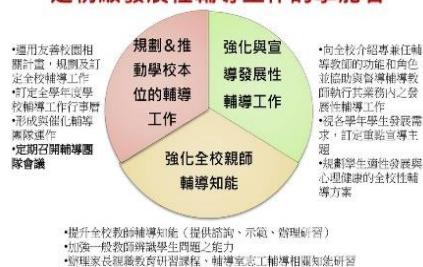 規劃&推
動學校本
位的輔導
工作
強化與宣
導發展性
輔導工作
強化全校親師
輔導知能
•運用友善校園相
關計畫，規劃及訂
定全校輔導工作
•訂定全學年度學
校輔導工作行事曆
•形成與催化輔導
團隊運作
•定期召開輔導團
隊會議
•向全校介紹專兼任輔
導教師的功能和角色
並協助與督導輔導教
師執行其業務內之發
展性輔導工作
•視各學年學生發展需
求，訂定重點宣導主
題
•規劃學生適性發展與
心理健康的全校性輔
導方案
•提升全校教師輔導知能（提供諮詢、示範、辦理研習）
•加強一般教師辨識學生問題之能力
•辦理家長親職教育研習課程、輔導室志工輔導相關知能研習